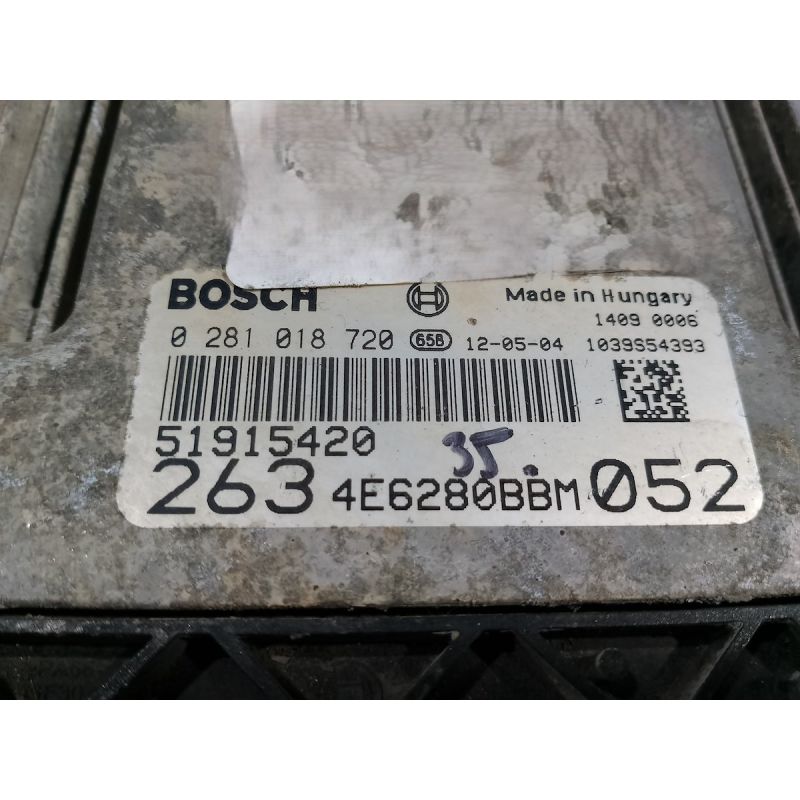 BOSCH Made in Hungary
1409 0006
0 281 018 720 65B 12-05-04 1039S54393
51915420
35.
263 4E6280BBM 052